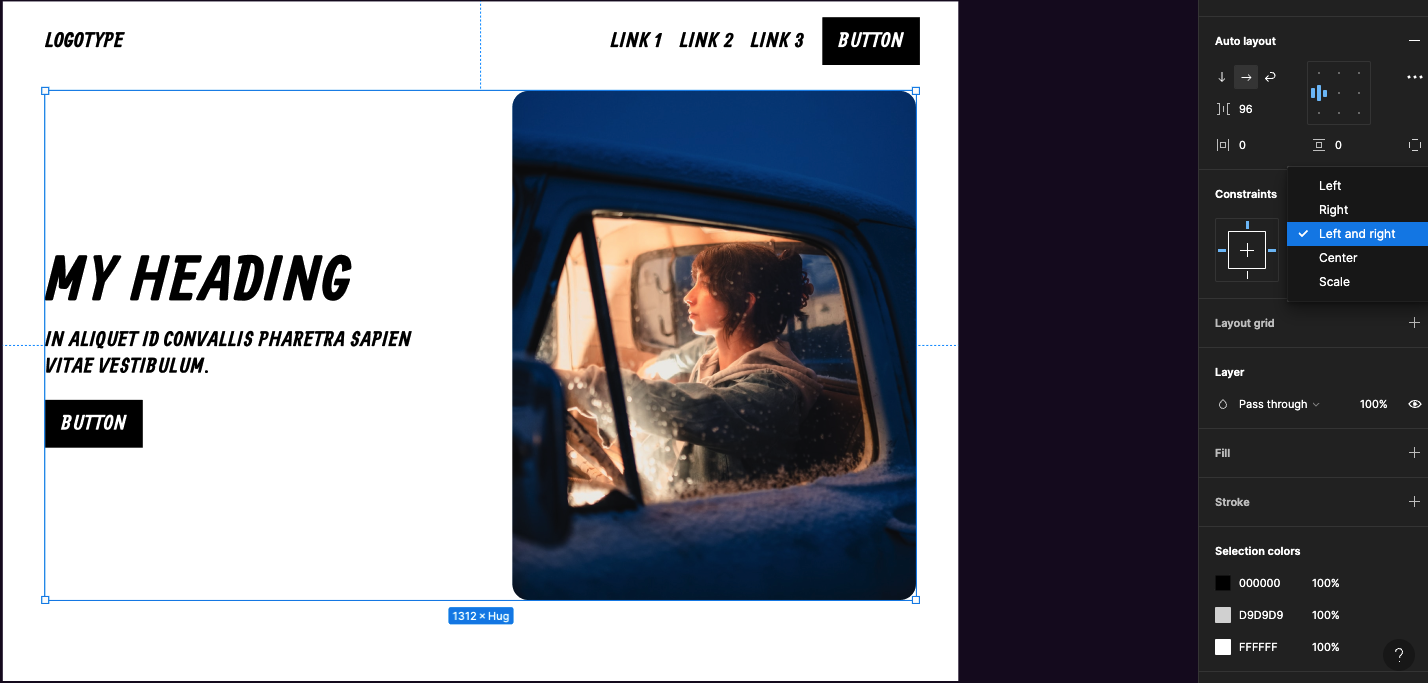 LOGOTYPE
LINK 1 LINK 2 LINK 3 BUTTON
MY HEADING
IN ALIQUET ID CONVALLIS PHARETRA SAPIEN
VITAE VESTIBULUM.
BUTTON
1312 × Hug
Auto layout
96
0 0
Constraints
Left
Right
Left and right
Center
Scale
Layout grid
Layer
Pass through 100%
Fill
Stroke
Selection colors
000000 100%
D9D9D9 100%
FFFFFF 100%
?